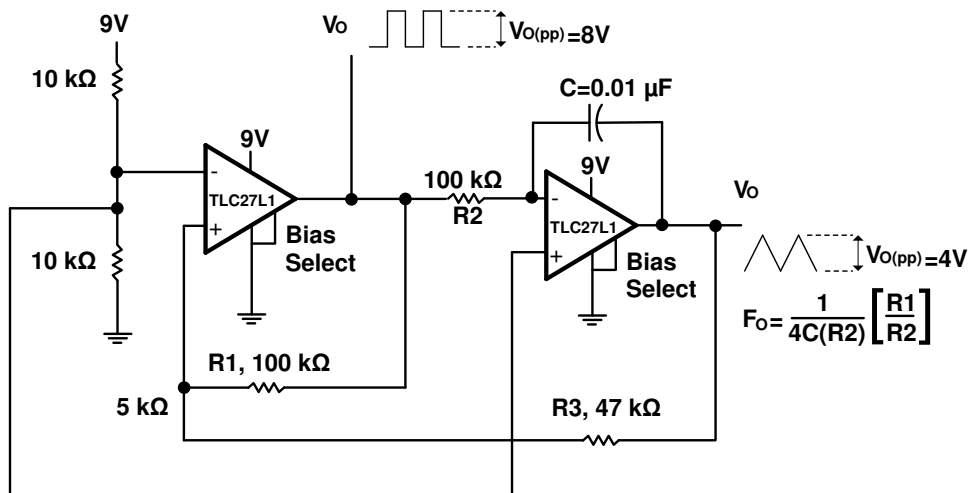 9V
10 kΩ
10 kΩ
-
+
9V
TLC27L1
Bias
Select
VO
VO(pp)=8V
R1, 100 kΩ
5 kΩ
100 kΩ
R2
C=0.01 µF
-
+
9V
TLC27L1
Bias
Select
R3, 47 kΩ
VO
VO(pp)=4V
FO= 1/4C(R2) [R1/R2]